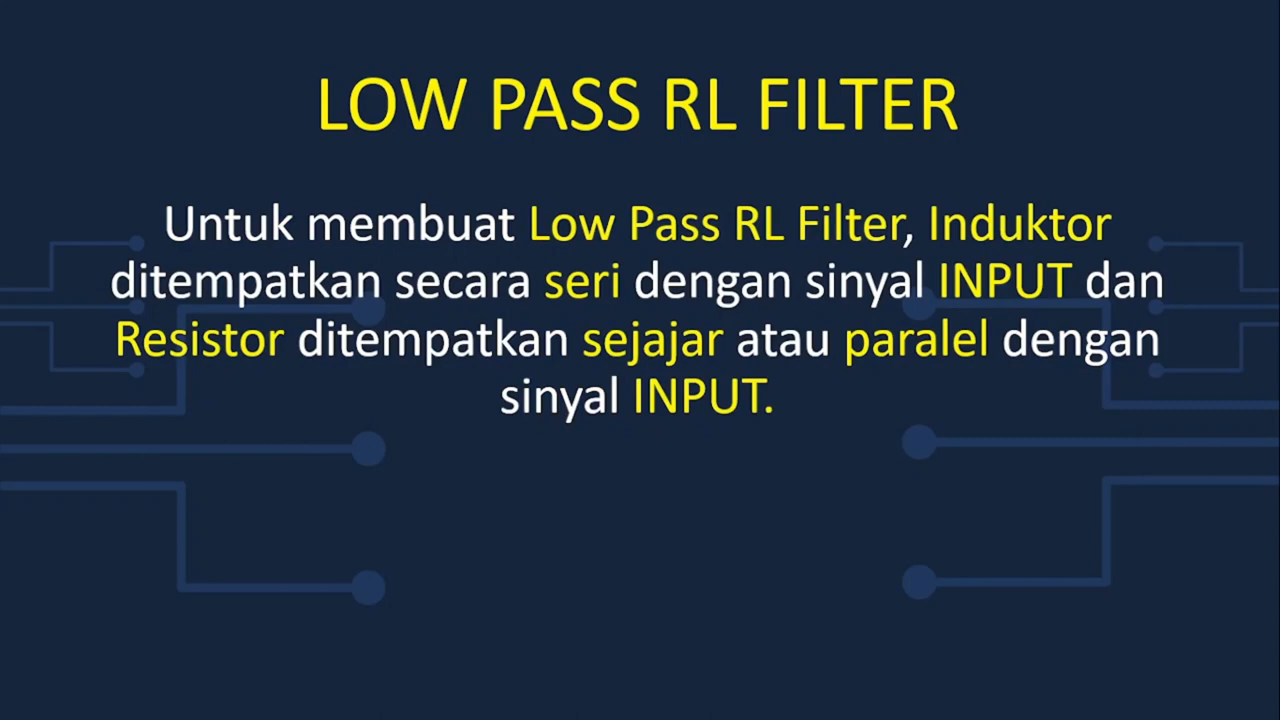 LOW PASS RL FILTER
Untuk membuat Low Pass RL Filter, Induktor
ditempatkan secara seri dengan sinyal INPUT dan
Resistor ditempatkan sejajar atau paralel dengan
sinyal INPUT.